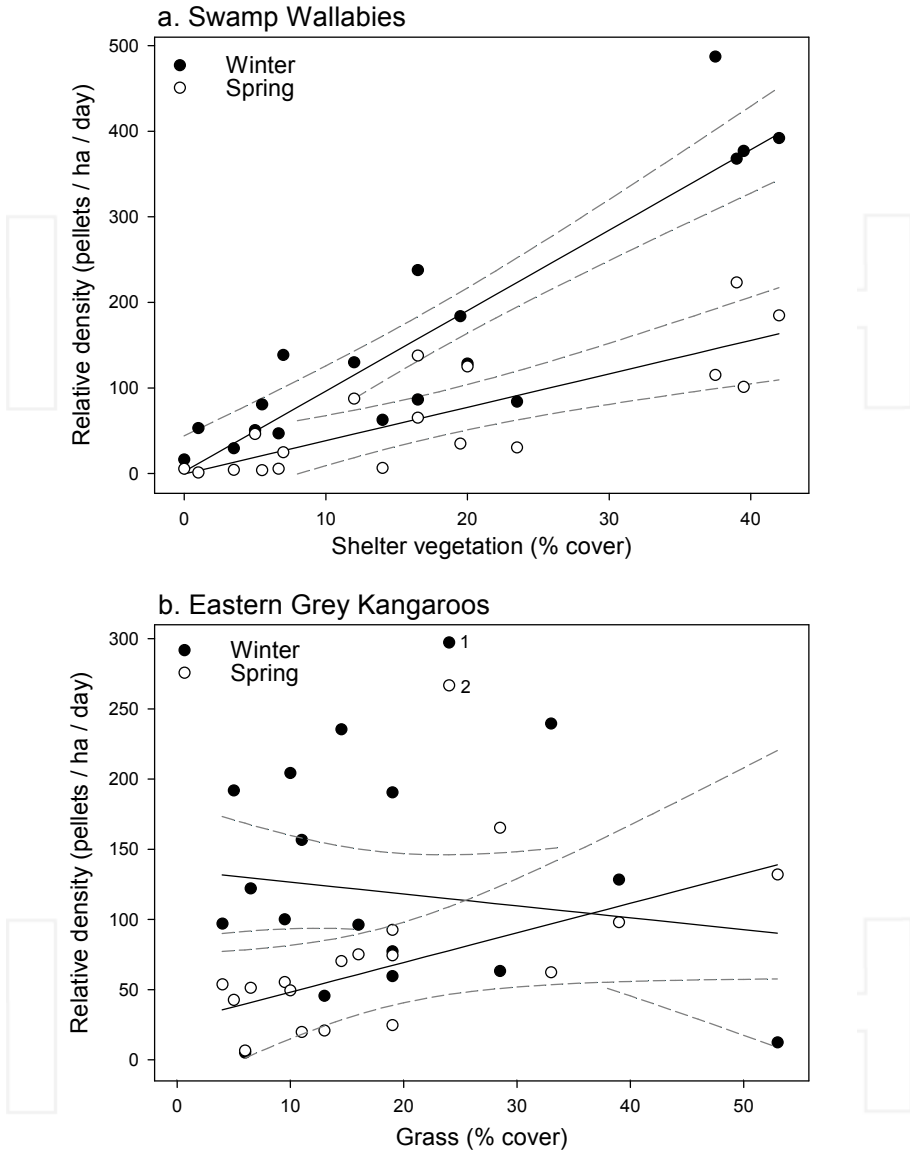 a. Swamp Wallabies
500
400
300
200
100
0
Winter
Spring
Relative density (pellets / ha / day)
0 10 20 30 40
Shelter vegetation (% cover)
b. Eastern Grey Kangaroos
300
250
200
150
100
50
0
Winter
Spring
1
2
Relative density (pellets / ha / day)
0 10 20 30 40 50
Grass (% cover)